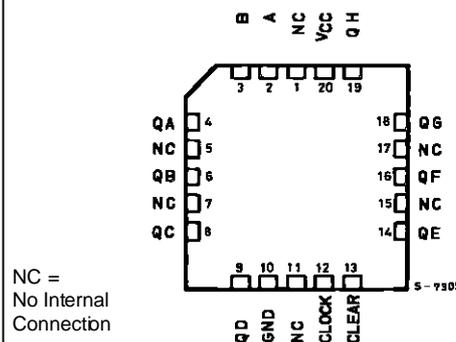 B A NC VCC QH
3 2 1 20 19
QA 4
NC 5
QB 6
NC 7
QC 8
18 QG
17 NC
16 QF
15 NC
14 QE
9 10 11 12 13
QD GND NC CLOCK CLEAR
NC =
No Internal
Connection